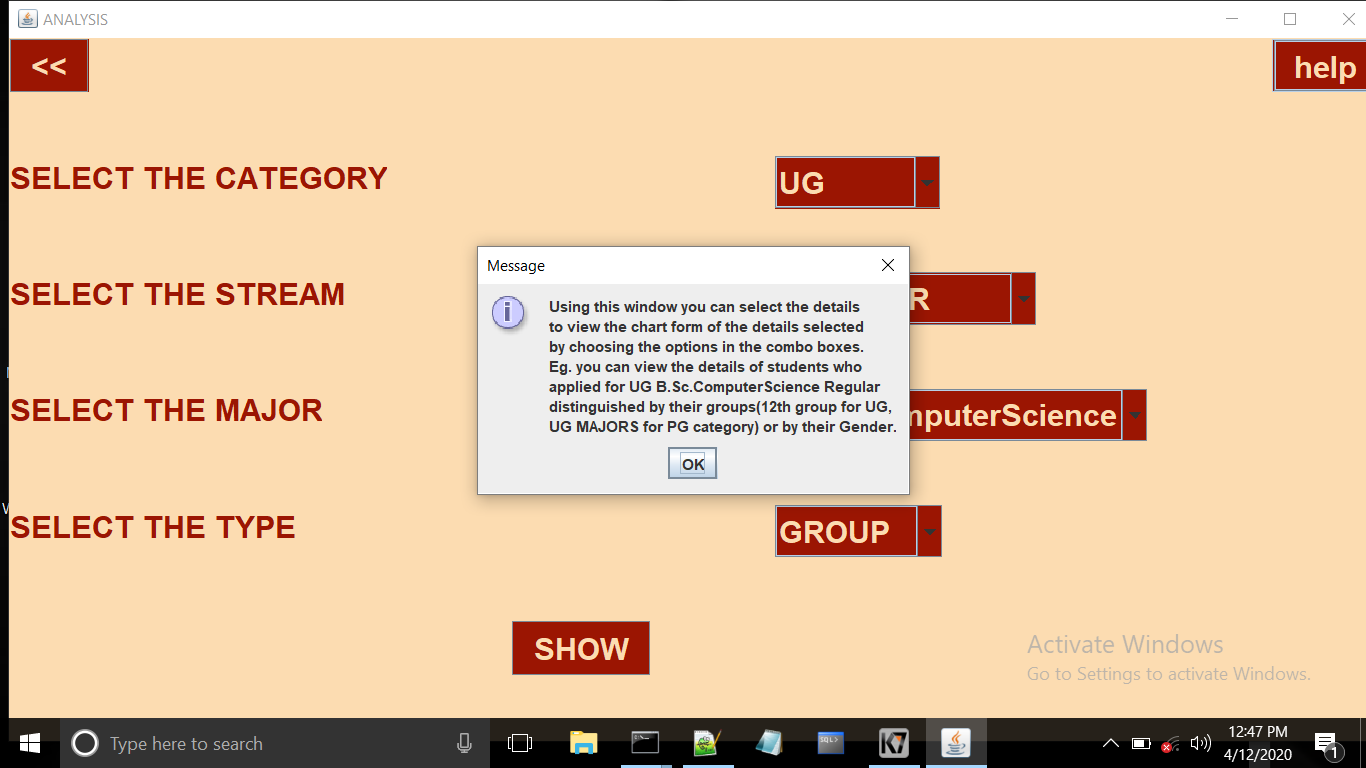 ANALYSIS
<<
help
SELECT THE CATEGORY
UG
SELECT THE STREAM
R
SELECT THE MAJOR
mputerScience
SELECT THE TYPE
GROUP
Message
i
Using this window you can select the details
to view the chart form of the details selected
by choosing the options in the combo boxes.
Eg. you can view the details of students who
applied for UG B.Sc.ComputerScience Regular
distinguished by their groups(12th group for UG,
UG MAJORS for PG category) or by their Gender.
OK
SHOW
Activate Windows
Go to Settings to activate Windows.
Type here to search
SQL>
12:47 PM
4/12/2020
1